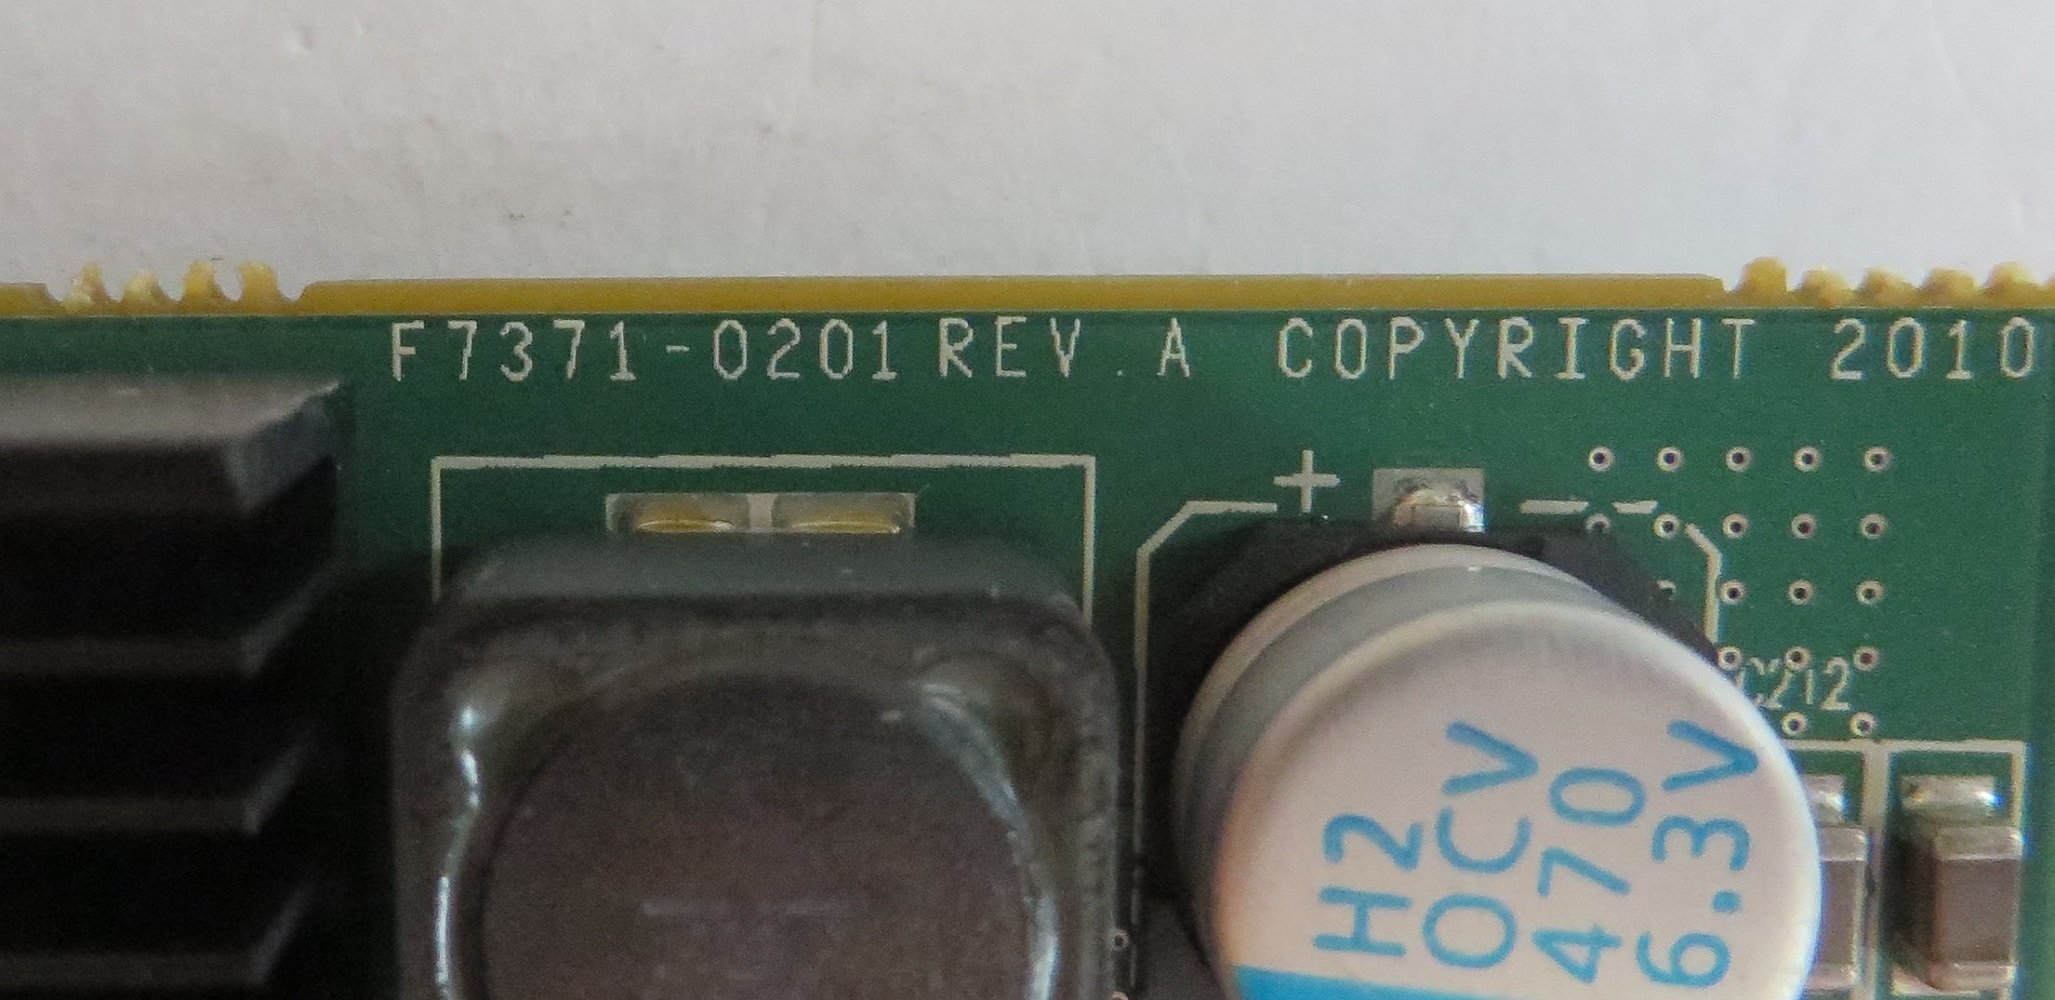 F7371-0201 REV. A COPYRIGHT 2010
+
C212
H2
OCV
470
6.3V